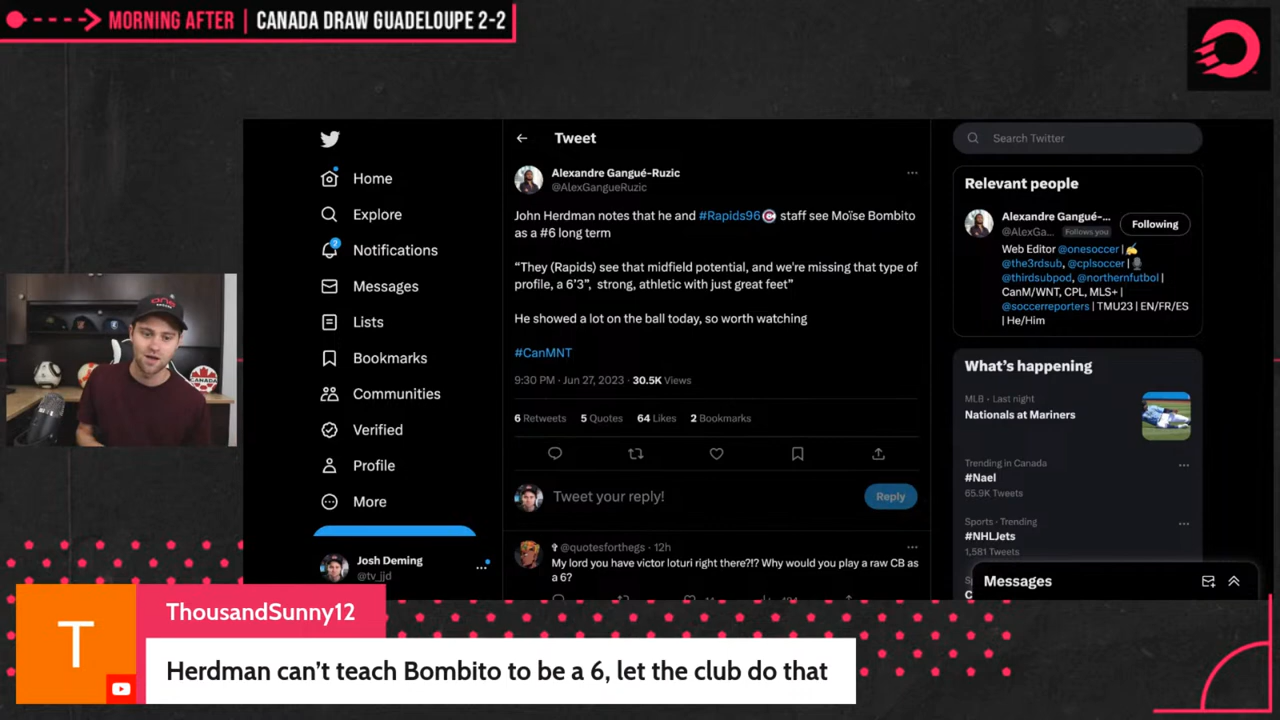 MORNING AFTER | CANADA DRAW GUADELOUPE 2-2
Home
Explore
2
Notifications
Messages
Lists
Bookmarks
Communities
Verified
Profile
More
Josh Deming
@tv_jjd
Tweet
Alexandre Gangué-Ruzic
@AlexGangueRuzic
John Herdman notes that he and #Rapids96 staff see Moïse Bombito
as a #6 long term
“They (Rapids) see that midfield potential, and we're missing that type of
profile, a 6’3”, strong, athletic with just great feet”
He showed a lot on the ball today, so worth watching
#CanMNT
9:30 PM · Jun 27, 2023 · 30.5K Views
6 Retweets 5 Quotes 64 Likes 2 Bookmarks
Tweet your reply!
Reply
@quotesforthegs · 12h
My lord you have victor loturi right there?!? Why would you play a raw CB as
a 6?
Search Twitter
Relevant people
Alexandre Gangué-...
@AlexGa... Follows you
Following
Web Editor @onesoccer |
@the3rdsub, @cplsoccer |
@thirdsubpod, @northernfutbol |
CanM/WNT, CPL, MLS+ |
@soccerreporters | TMU23 | EN/FR/ES
| He/Him
What's happening
MLB · Last night
Nationals at Mariners
Trending in Canada
#Nael
65.9K Tweets
Sports · Trending
#NHLJets
1,581 Tweets
Messages
CANADA
T
ThousandSunny12
Herdman can't teach Bombito to be a 6, let the club do that